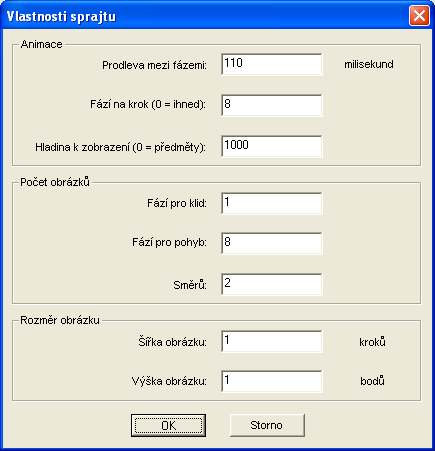 Vlastnosti sprajtu
Animace
Prodleva mezi fázemi: 110 milisekund
Fází na krok (0 = ihned): 8
Hladina k zobrazení (0 = předměty): 1000
Počet obrázků
Fází pro klid: 1
Fází pro pohyb: 8
Směrů: 2
Rozměr obrázku
Šířka obrázku: 1 kroků
Výška obrázku: 1 bodů
OK Storno